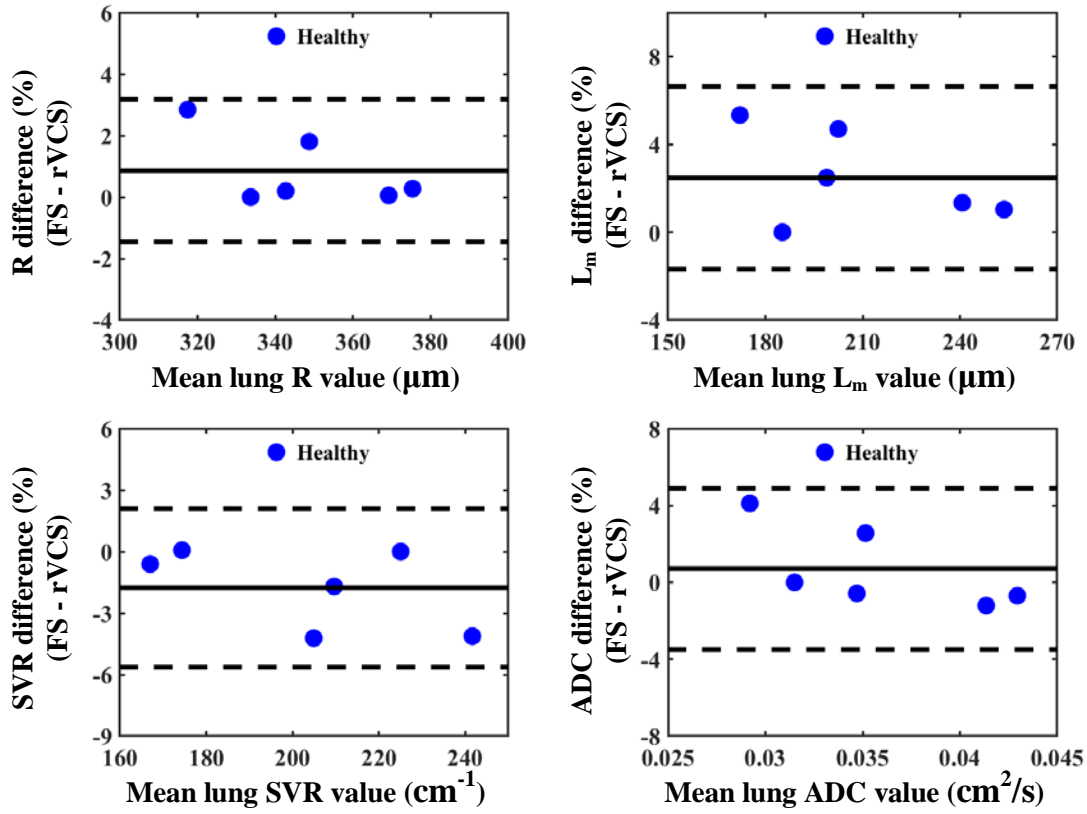 R difference (%)
(FS - rVCS)
6
4
2
0
-2
-4
Healthy
300
320
340
360
380
400
Mean lung R value (μm)
Lₘ difference (%)
(FS - rVCS)
8
4
0
-4
Healthy
150
180
210
240
270
Mean lung Lₘ value (μm)
SVR difference (%)
(FS - rVCS)
6
3
0
-3
-6
-9
Healthy
160
180
200
220
240
Mean lung SVR value (cm⁻¹)
ADC difference (%)
(FS - rVCS)
8
4
0
-4
-8
Healthy
0.025
0.03
0.035
0.04
0.045
Mean lung ADC value (cm²/s)